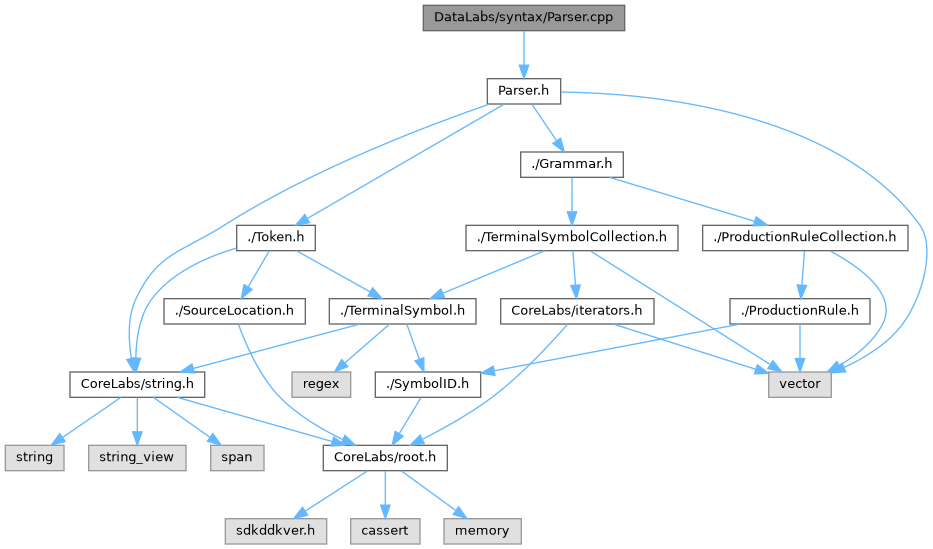 DataLabs/syntax/Parser.cpp
Parser.h
./Grammar.h
./Token.h
./TerminalSymbolCollection.h
./ProductionRuleCollection.h
./SourceLocation.h
./TerminalSymbol.h
CoreLabs/iterators.h
./ProductionRule.h
CoreLabs/string.h
regex
./SymbolID.h
vector
string
string_view
span
CoreLabs/root.h
sdkddkver.h
cassert
memory